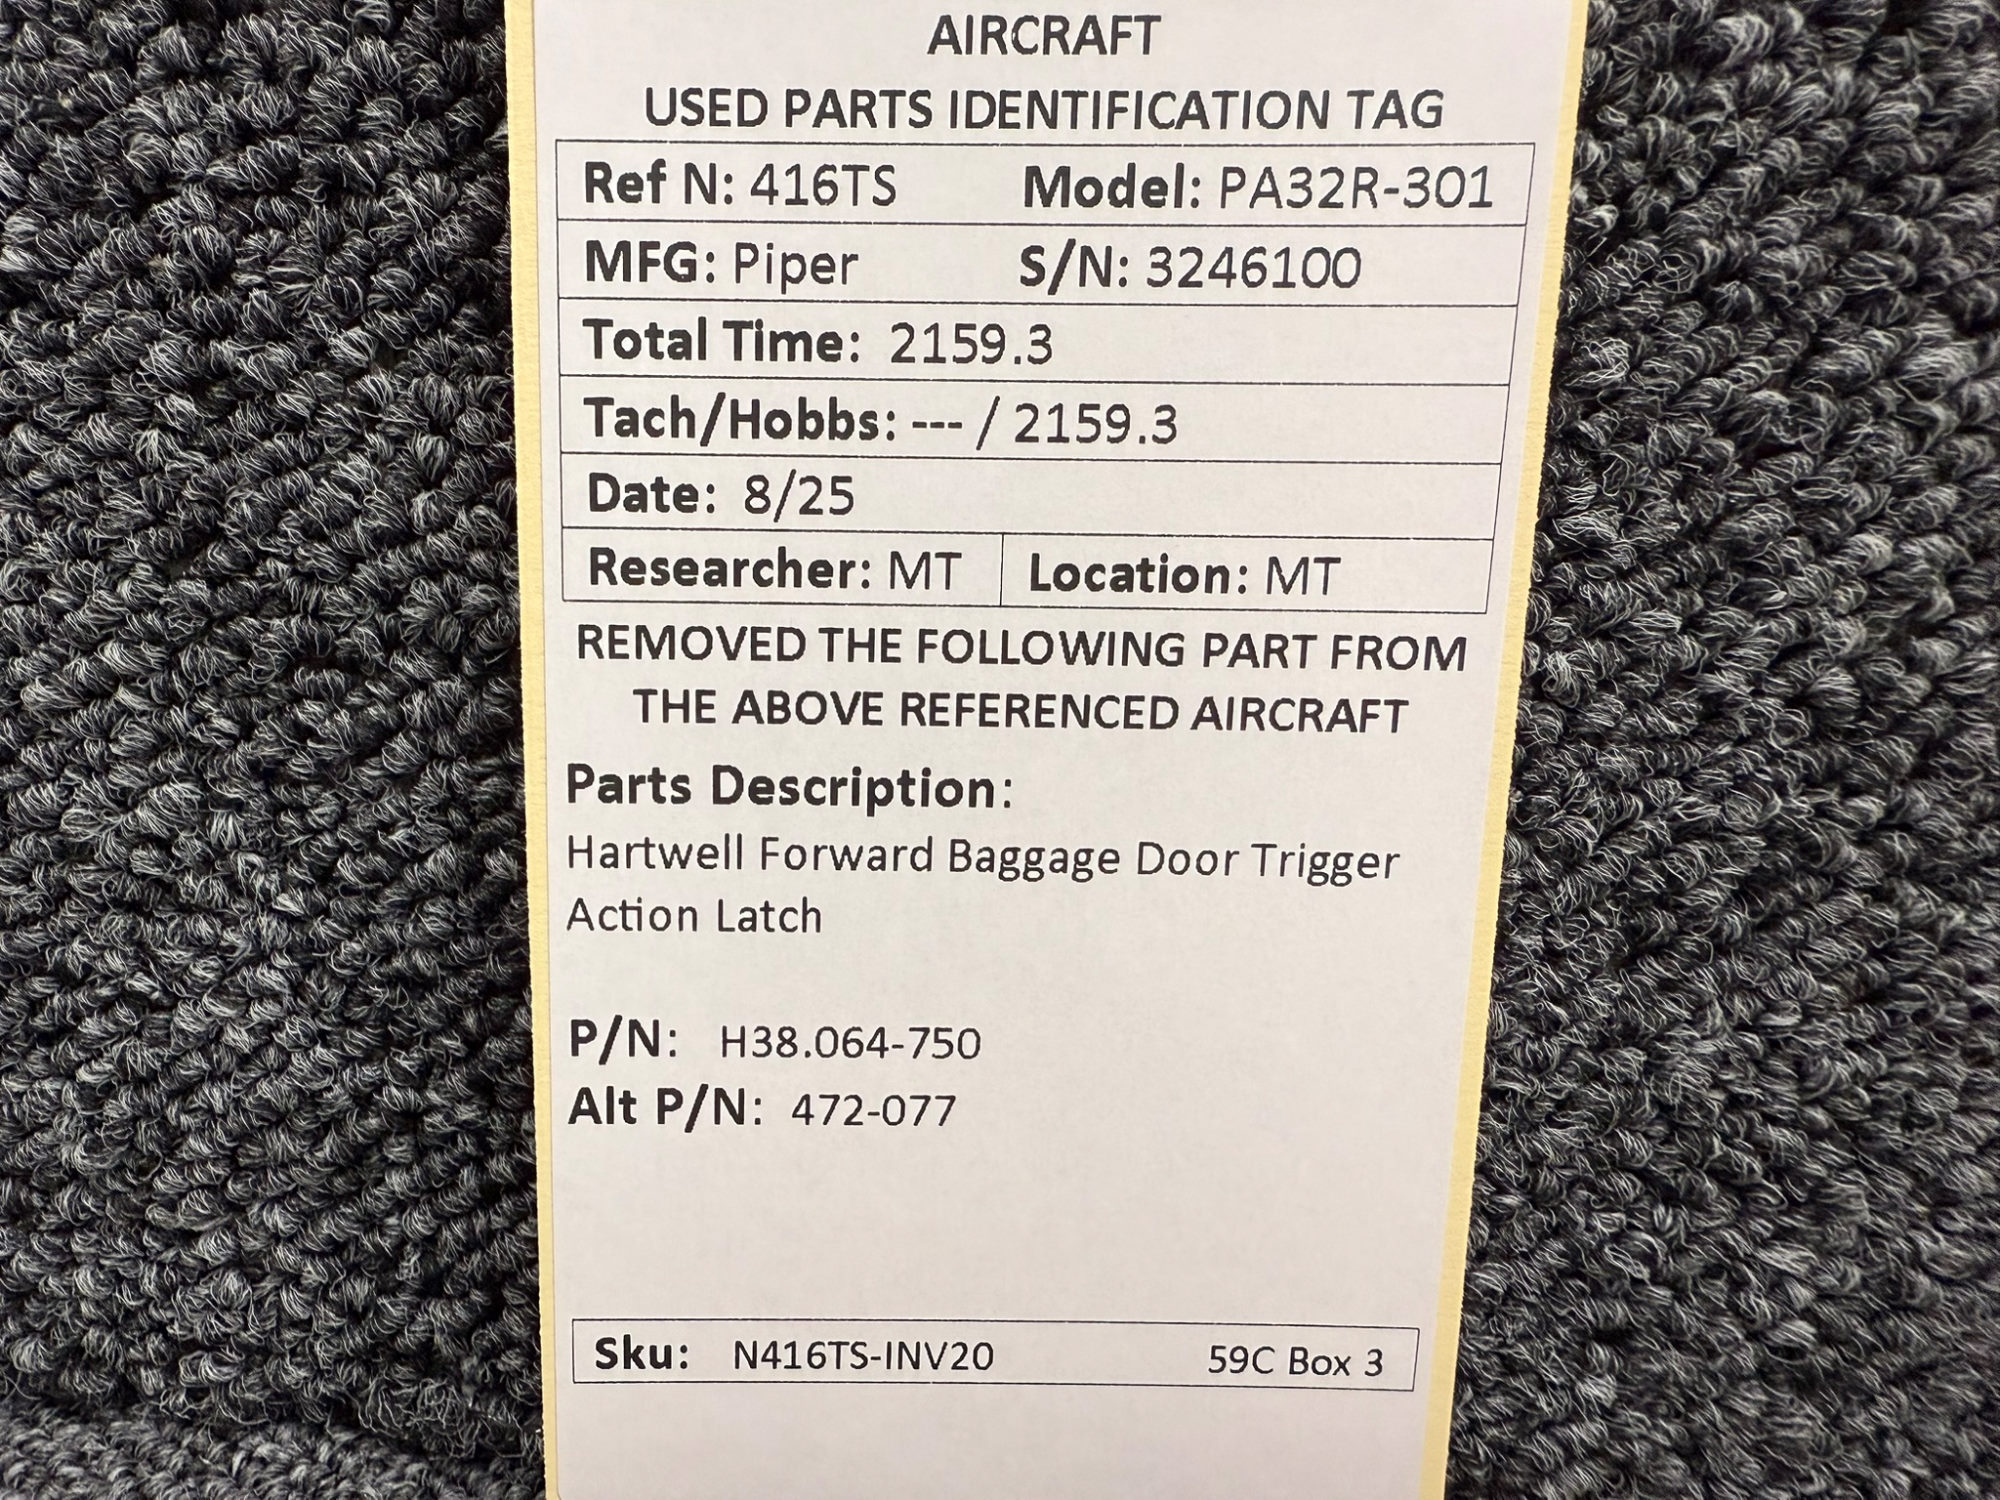 AIRCRAFT
USED PARTS IDENTIFICATION TAG
Ref N: 416TS Model: PA32R-301
MFG: Piper S/N: 3246100
Total Time: 2159.3
Tach/Hobbs: --- / 2159.3
Date: 8/25
Researcher: MT Location: MT
REMOVED THE FOLLOWING PART FROM
THE ABOVE REFERENCED AIRCRAFT
Parts Description:
Hartwell Forward Baggage Door Trigger
Action Latch
P/N: H38.064-750
Alt P/N: 472-077
Sku: N416TS-INV20 59C Box 3